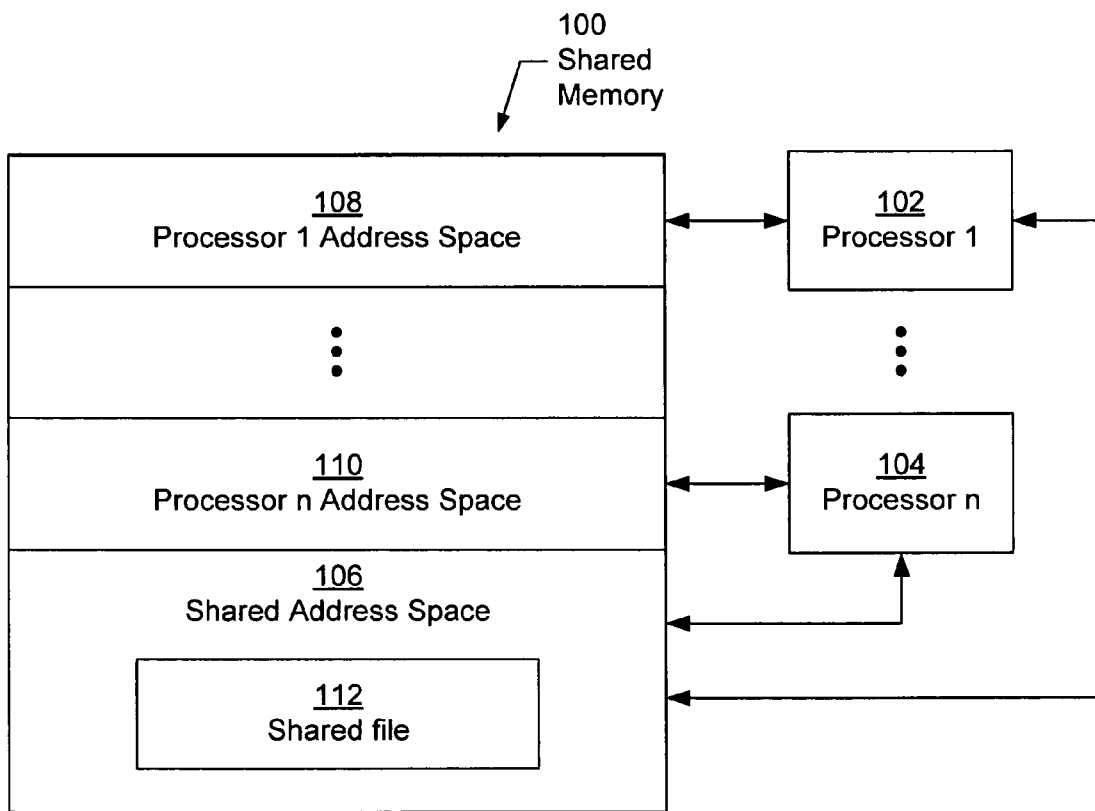 100
Shared
Memory
108
Processor 1 Address Space
102
Processor 1
110
Processor n Address Space
104
Processor n
106
Shared Address Space
112
Shared file